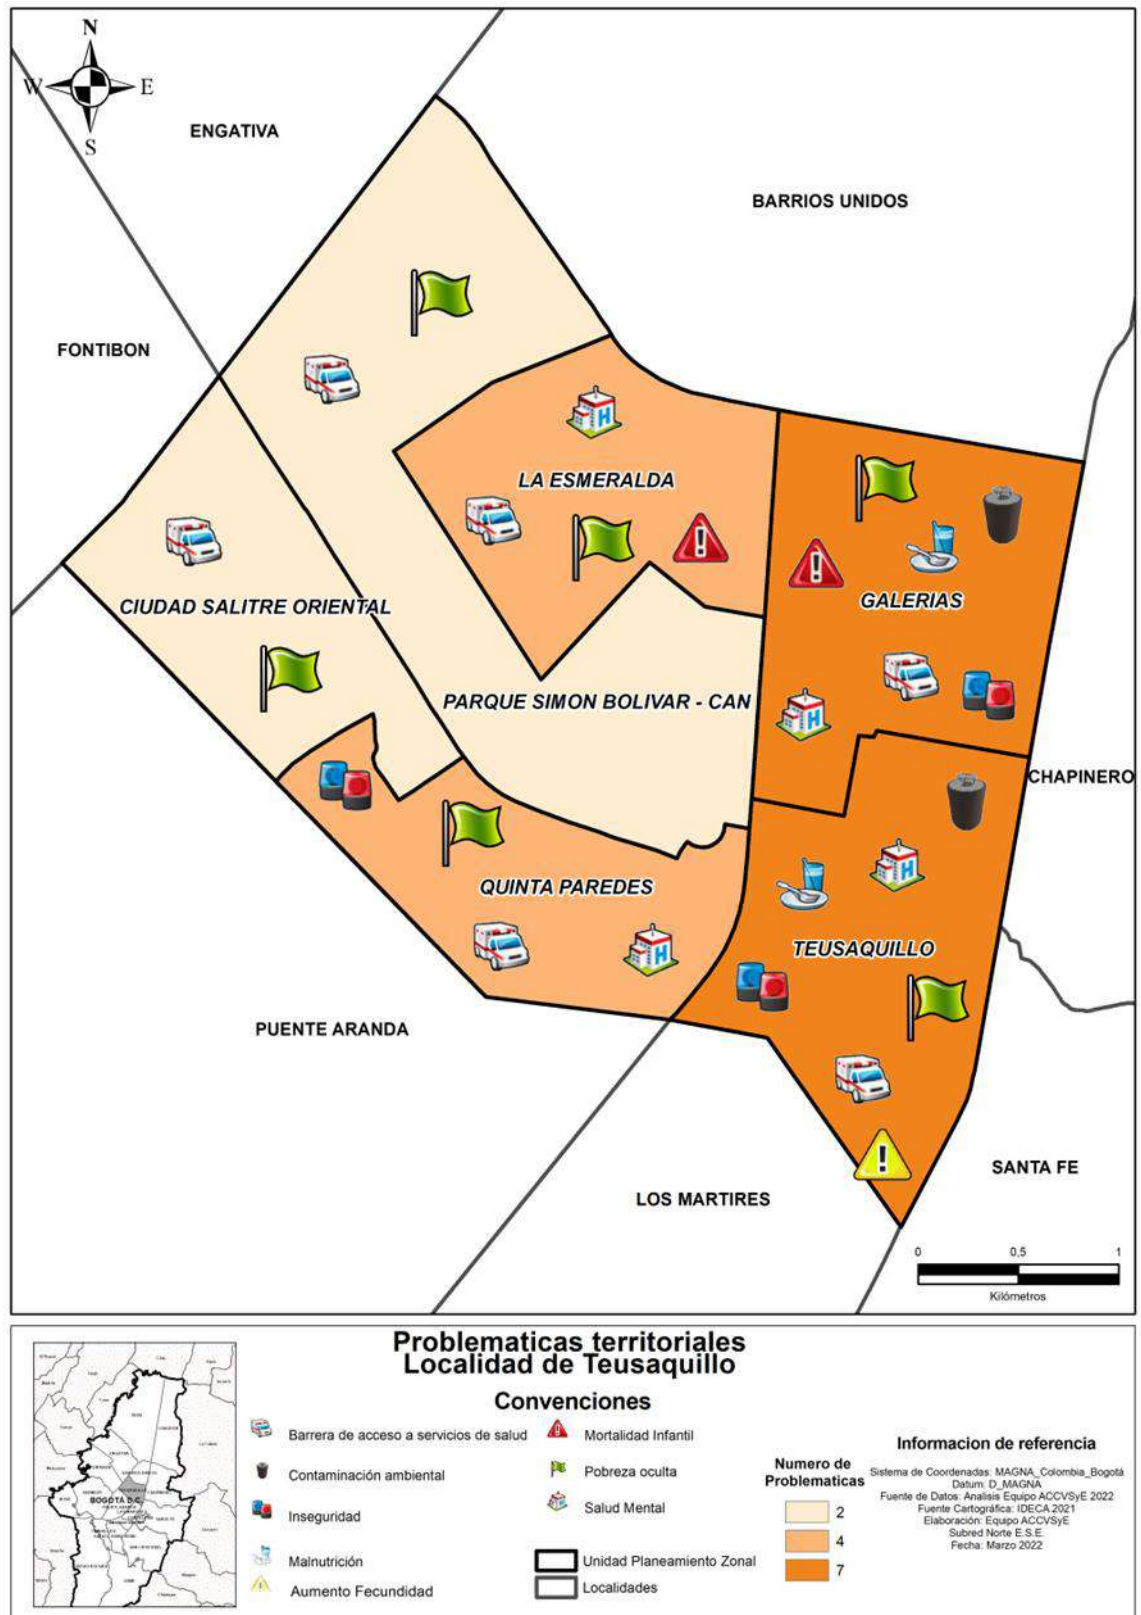 N
W
E
S
ENGATIVA
BARRIOS UNIDOS
FONTIBON
LA ESMERALDA
GALERIAS
CIUDAD SALITRE ORIENTAL
PARQUE SIMON BOLIVAR - CAN
CHAPINERO
QUINTA PAREDES
TEUSAQUILLO
PUENTE ARANDA
SANTA FE
LOS MARTIRES
0 0,5 1
Kilómetros
Problematicas territoriales
Localidad de Teusaquillo
Convenciones
Barrera de acceso a servicios de salud
Contaminación ambiental
Inseguridad
Malnutrición
Aumento Fecundidad
Mortalidad Infantil
Pobreza oculta
Salud Mental
Unidad Planeamiento Zonal
Localidades
Numero de
Problematicas
2
4
7
Informacion de referencia
Sistema de Coordenadas: MAGNA_Colombia_Bogotá
Datum: D_MAGNA
Fuente de Datos: Analisis Equipo ACCVSyE 2022
Fuente Cartográfica: IDECA 2021
Elaboración: Equipo ACCVSyE
Subred Norte E.S.E.
Fecha: Marzo 2022
BOGOTÁ D.C.